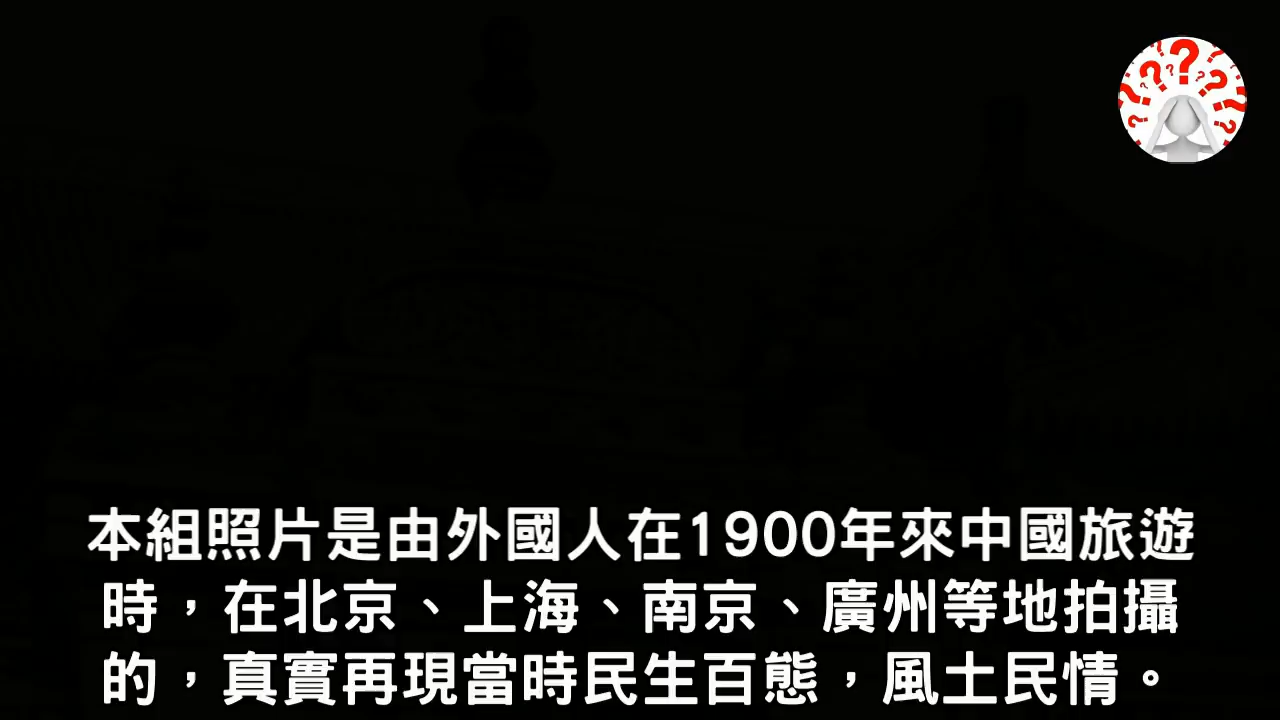 本組照片是由外國人在1900年來中國旅遊
時，在北京、上海、南京、廣州等地拍攝
的，真實再現當時民生百態，風土民情。